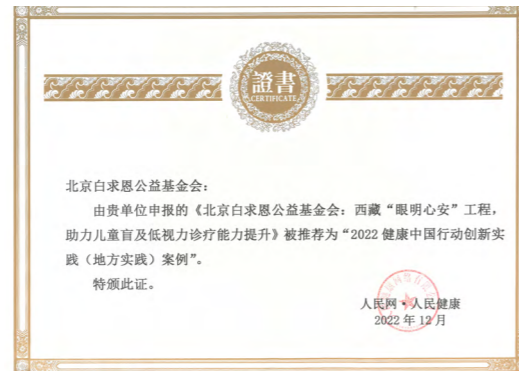 證書
CERTIFICATE
北京白求恩公益基金会：
由贵单位申报的《北京白求恩公益基金会：西藏“眼明心安”工程，
助力儿童盲及低视力诊疗能力提升》被推荐为“2022 健康中国行动创新实
践（地方实践）案例”。
特颁此证。
人民网·人民健康
2022 年 12 月